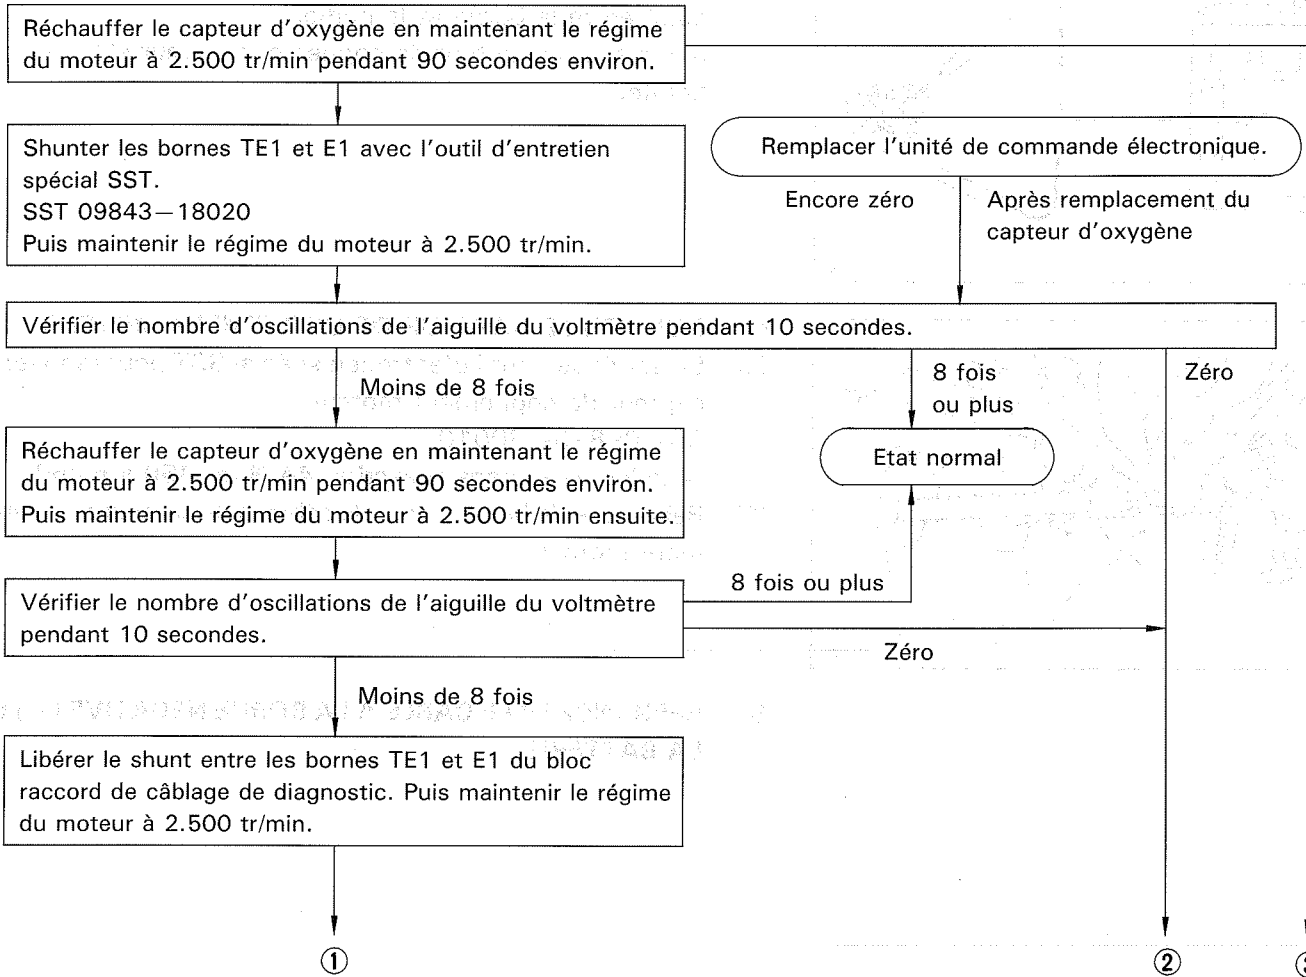 Réchauffer le capteur d'oxygène en maintenant le régime
du moteur à 2.500 tr/min pendant 90 secondes environ.
Shunter les bornes TE1 et E1 avec l'outil d'entretien
spécial SST.
SST 09843—18020
Puis maintenir le régime du moteur à 2.500 tr/min.
Remplacer l'unité de commande électronique.
Encore zéro
Après remplacement du
capteur d'oxygène
Vérifier le nombre d'oscillations de l'aiguille du voltmètre pendant 10 secondes.
Moins de 8 fois
8 fois
ou plus
Zéro
Réchauffer le capteur d'oxygène en maintenant le régime
du moteur à 2.500 tr/min pendant 90 secondes environ.
Puis maintenir le régime du moteur à 2.500 tr/min ensuite.
Etat normal
Vérifier le nombre d'oscillations de l'aiguille du voltmètre
pendant 10 secondes.
8 fois ou plus
Zéro
Moins de 8 fois
Libérer le shunt entre les bornes TE1 et E1 du bloc
raccord de câblage de diagnostic. Puis maintenir le régime
du moteur à 2.500 tr/min.
① ②